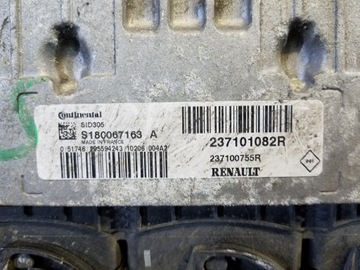 Continental
SID305
S180067163 A
MADE IN FRANCE
237101082R
237100755R
RENAULT